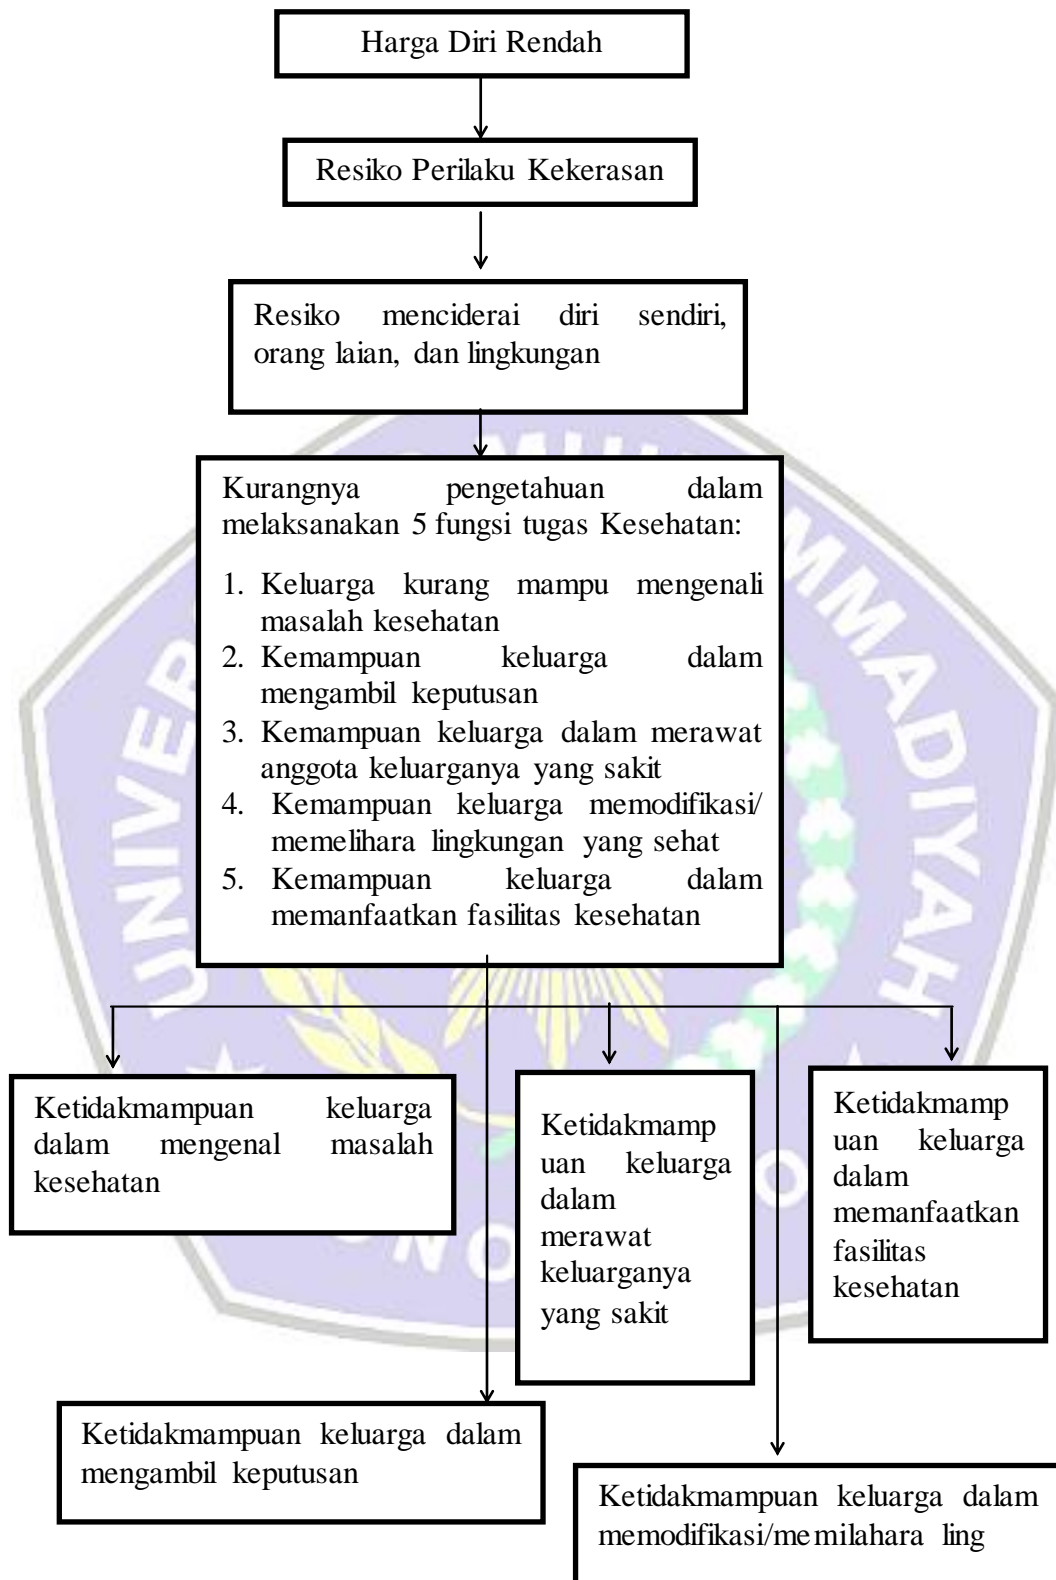 Harga Diri Rendah
Resiko Perilaku Kekerasan
Resiko menciderai diri sendiri,
orang laian, dan lingkungan
Kurangnya pengetahuan dalam
melaksanakan 5 fungsi tugas Kesehatan:
1. Keluarga kurang mampu mengenali
masalah kesehatan
2. Kemampuan keluarga dalam
mengambil keputusan
3. Kemampuan keluarga dalam merawat
anggota keluarganya yang sakit
4. Kemampuan keluarga memodifikasi/
memelihara lingkungan yang sehat
5. Kemampuan keluarga dalam
memanfaatkan fasilitas kesehatan
Ketidakmampuan keluarga
dalam mengenal masalah
kesehatan
Ketidakmamp
uan keluarga
dalam
merawat
keluarganya
yang sakit
Ketidakmamp
uan keluarga
dalam
memanfaatkan
fasilitas
kesehatan
Ketidakmampuan keluarga dalam
mengambil keputusan
Ketidakmampuan keluarga dalam
memodifikasi/memilahara ling